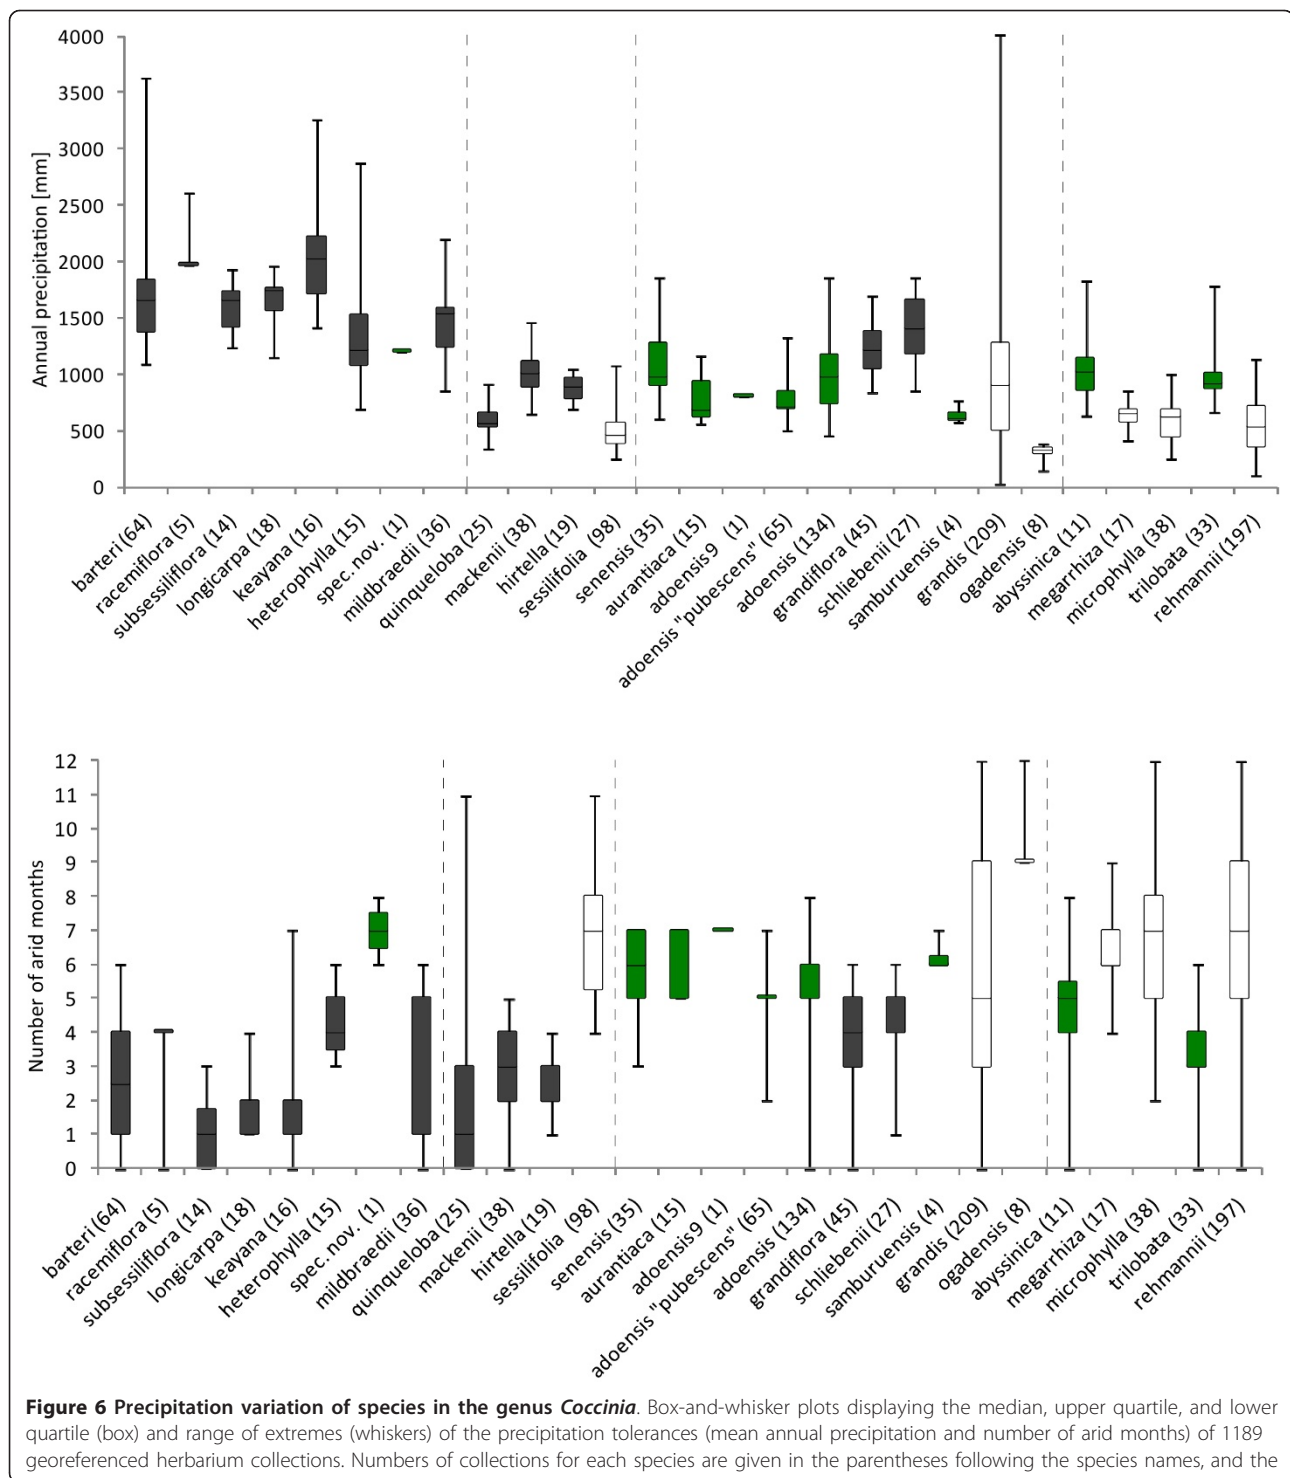 4000
3500
3000
2500
2000
1500
1000
500
0
Annual precipitation [mm]
barteri (64)
racemiflora (5)
subsessiliflora (14)
longicarpa (18)
keayana (16)
heterophylla (15)
spec. nov. (1)
mildbraedii (36)
quinqueloba (25)
mackenii (38)
hirtella (19)
sessilifolia (98)
senensis (35)
aurantiaca (15)
adoensis9 (1)
adoensis "pubescens" (65)
adoensis (134)
grandiflora (45)
schliebenii (27)
samburuensis (4)
grandis (209)
ogadensis (8)
abyssinica (11)
megarrhiza (17)
microphylla (38)
trilobata (33)
rehmannii (197)
12
11
10
9
8
7
6
5
4
3
2
1
0
Number of arid months
barteri (64)
racemiflora (5)
subsessiliflora (14)
longicarpa (18)
keayana (16)
heterophylla (15)
spec. nov. (1)
mildbraedii (36)
quinqueloba (25)
mackenii (38)
hirtella (19)
sessilifolia (98)
senensis (35)
aurantiaca (15)
adoensis9 (1)
adoensis "pubescens" (65)
adoensis (134)
grandiflora (45)
schliebenii (27)
samburuensis (4)
grandis (209)
ogadensis (8)
abyssinica (11)
megarrhiza (17)
microphylla (38)
trilobata (33)
rehmannii (197)
Figure 6 Precipitation variation of species in the genus Coccinia. Box-and-whisker plots displaying the median, upper quartile, and lower
quartile (box) and range of extremes (whiskers) of the precipitation tolerances (mean annual precipitation and number of arid months) of 1189
georeferenced herbarium collections. Numbers of collections for each species are given in the parentheses following the species names, and the